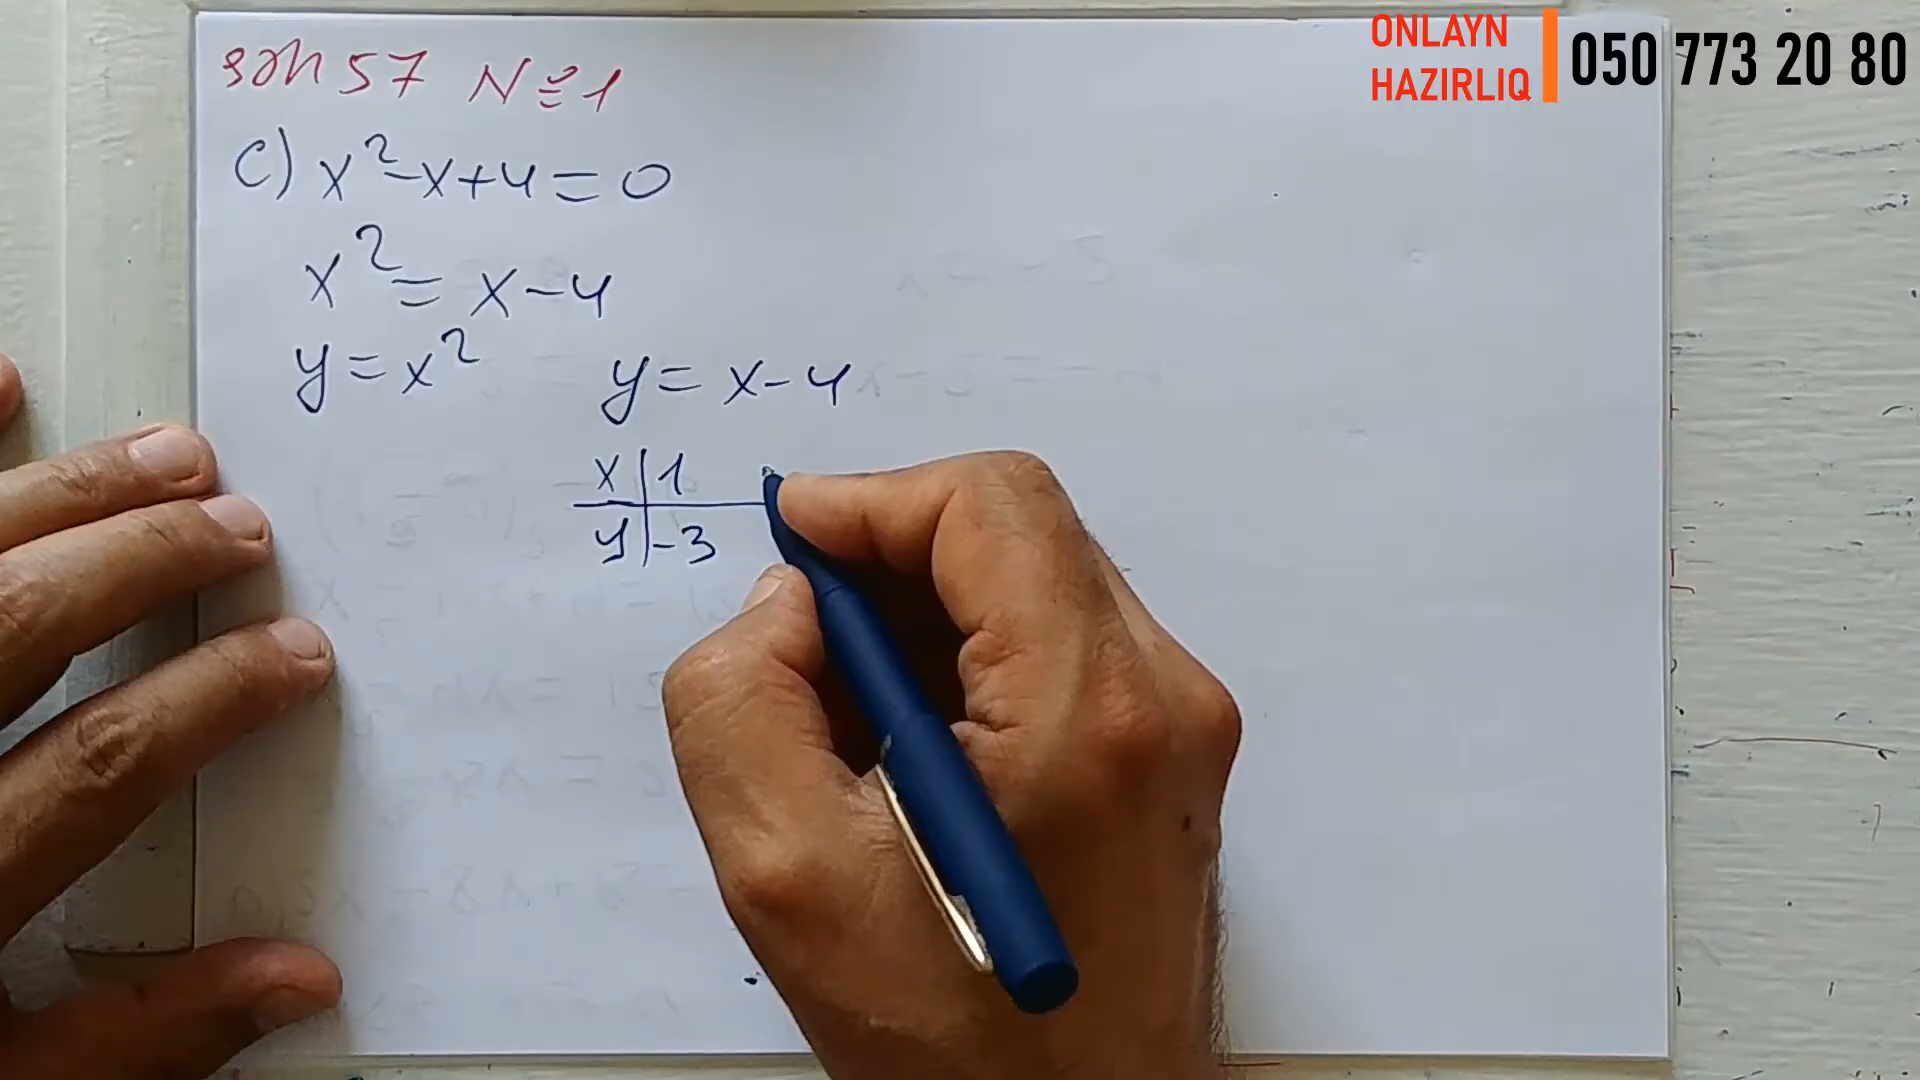 ONLAYN
HAZIRLIQ
050 773 20 80
səh 57 №1
c) x²-x+4=0
x²=x-4
y=x² y=x-4
x | 1
y | -3